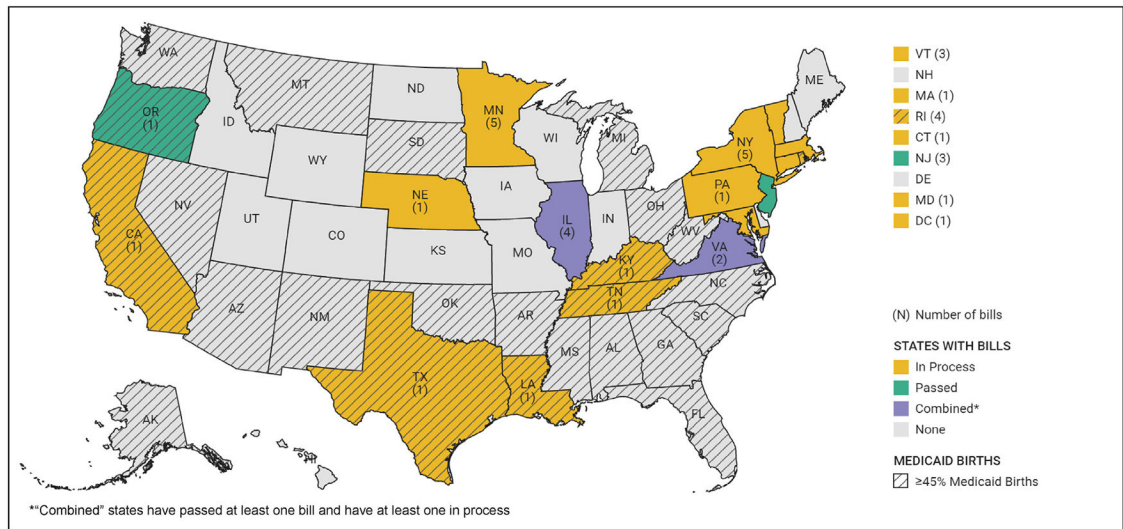 WA
MT
ND
MN
(5)
ME
OR
(1)
ID
SD
WI
MI
NY
(5)
WY
IA
PA
(1)
NE
(1)
NV
UT
CO
IL
(4)
IN
OH
WV
CA
(1)
KS
MO
KY
(1)
VA
(2)
TN
(1)
NC
AZ
NM
OK
AR
SC
MS
AL
GA
TX
(1)
LA
(1)
AK
HI
FL
VT (3)
NH
MA (1)
RI (4)
CT (1)
NJ (3)
DE
MD (1)
DC (1)
(N) Number of bills
STATES WITH BILLS
In Process
Passed
Combined*
None
MEDICAID BIRTHS
≥45% Medicaid Births
*“Combined” states have passed at least one bill and have at least one in process